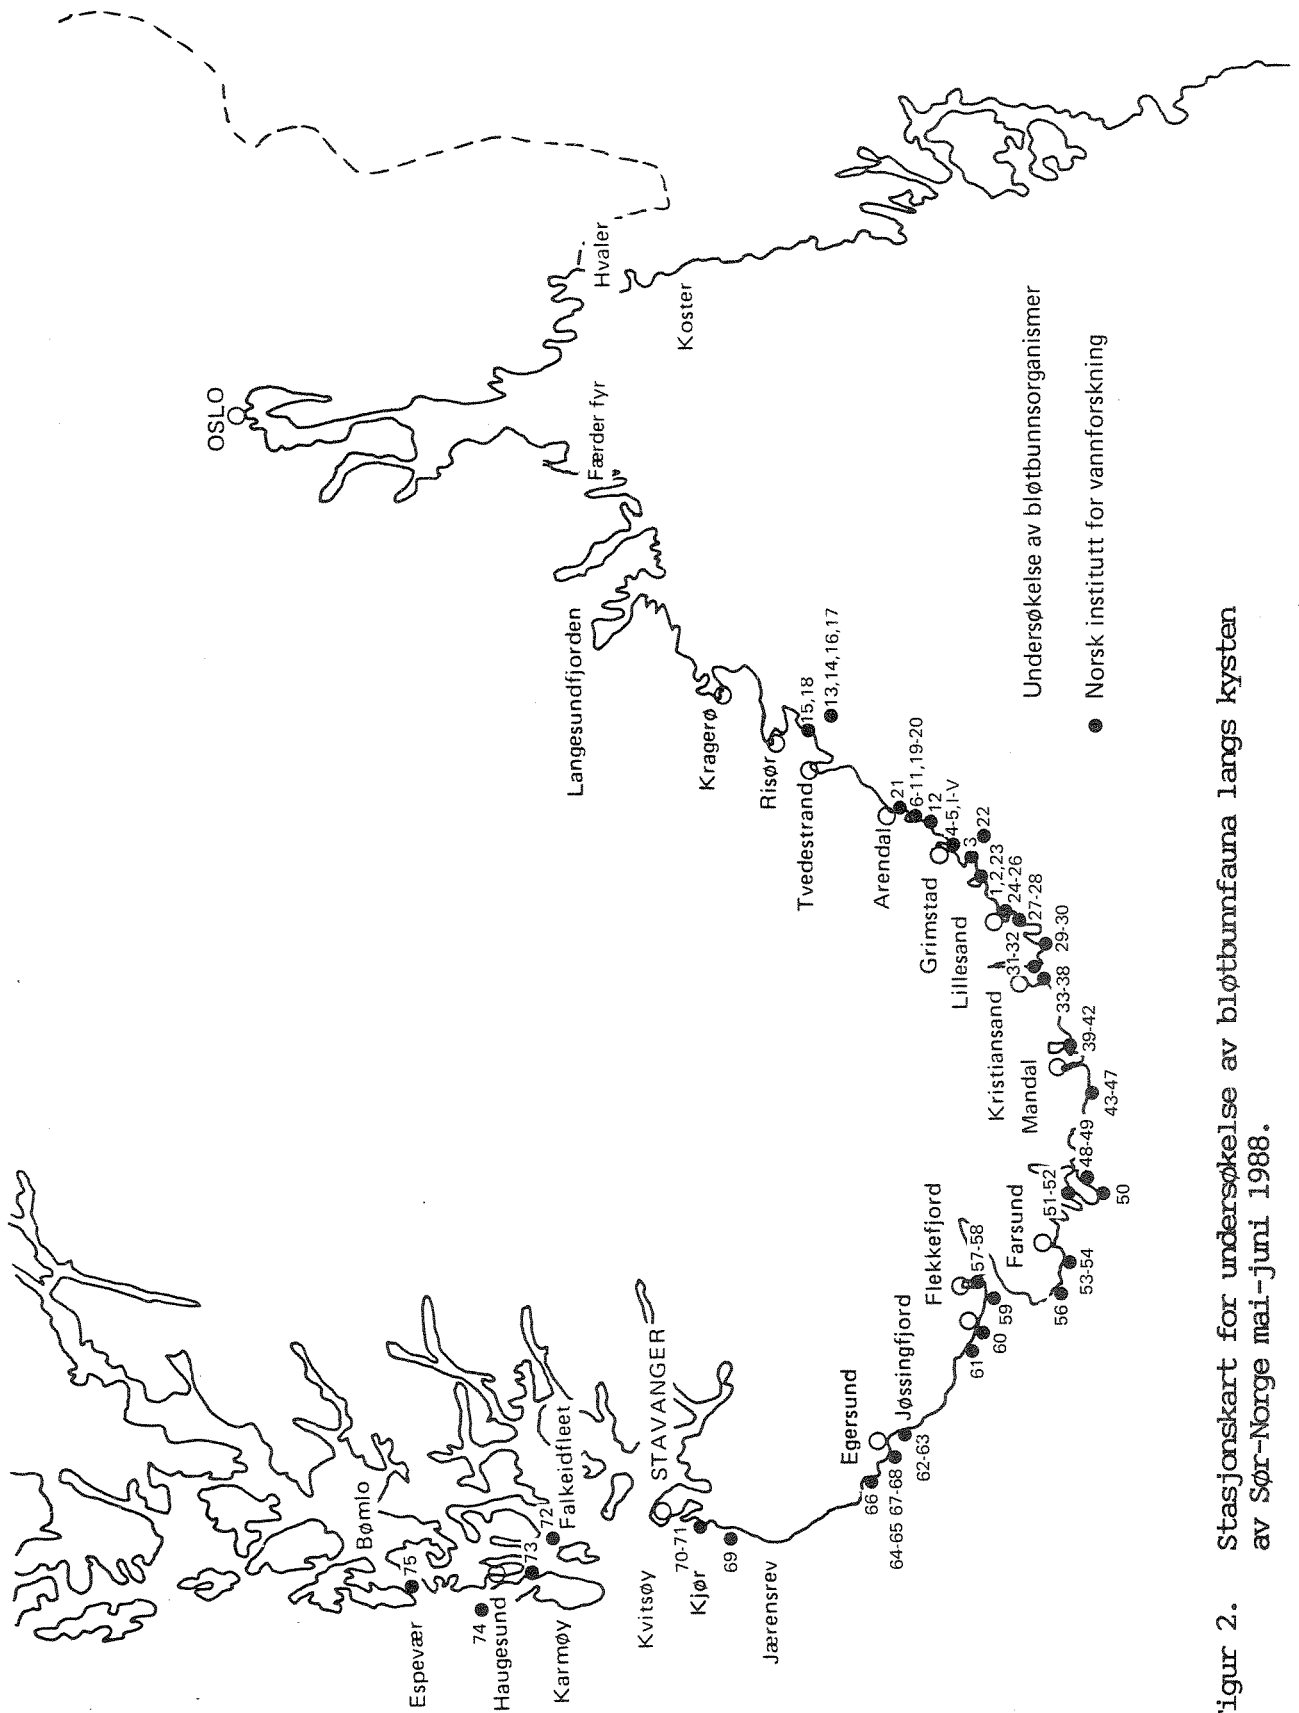 OSLO
Hvaler
Koster
Færder fyr
Langesundfjorden
Kragerø
Risør
Tvedestrand
15,18
13,14,16,17
Arendal
21
6-11,19-20
12
4-5,I-V
3
22
Grimstad
1,2,23
24-26
Lillesand
27-28
29-30
31-32
Kristiansand
33-38
Mandal
39-42
43-47
48-49
50
51-52
Farsund
53-54
56
Flekkefjord
57-58
59
60
61
Jøssingfjord
62-63
Egersund
66
64-65 67-68
STAVANGER
Kvitsøy
70-71
Kjør
69
Jærensrev
Bømlo
Falkeidfleet
72
73
75
74
Espevær
Haugesund
Karmøy
Undersøkelse av bløtbunnsorganismer
● Norsk institutt for vannforskning
igur 2. Stasjonskart for undersøkelse av bløtbunnfauna langs kysten
av Sør-Norge mai-juni 1988.